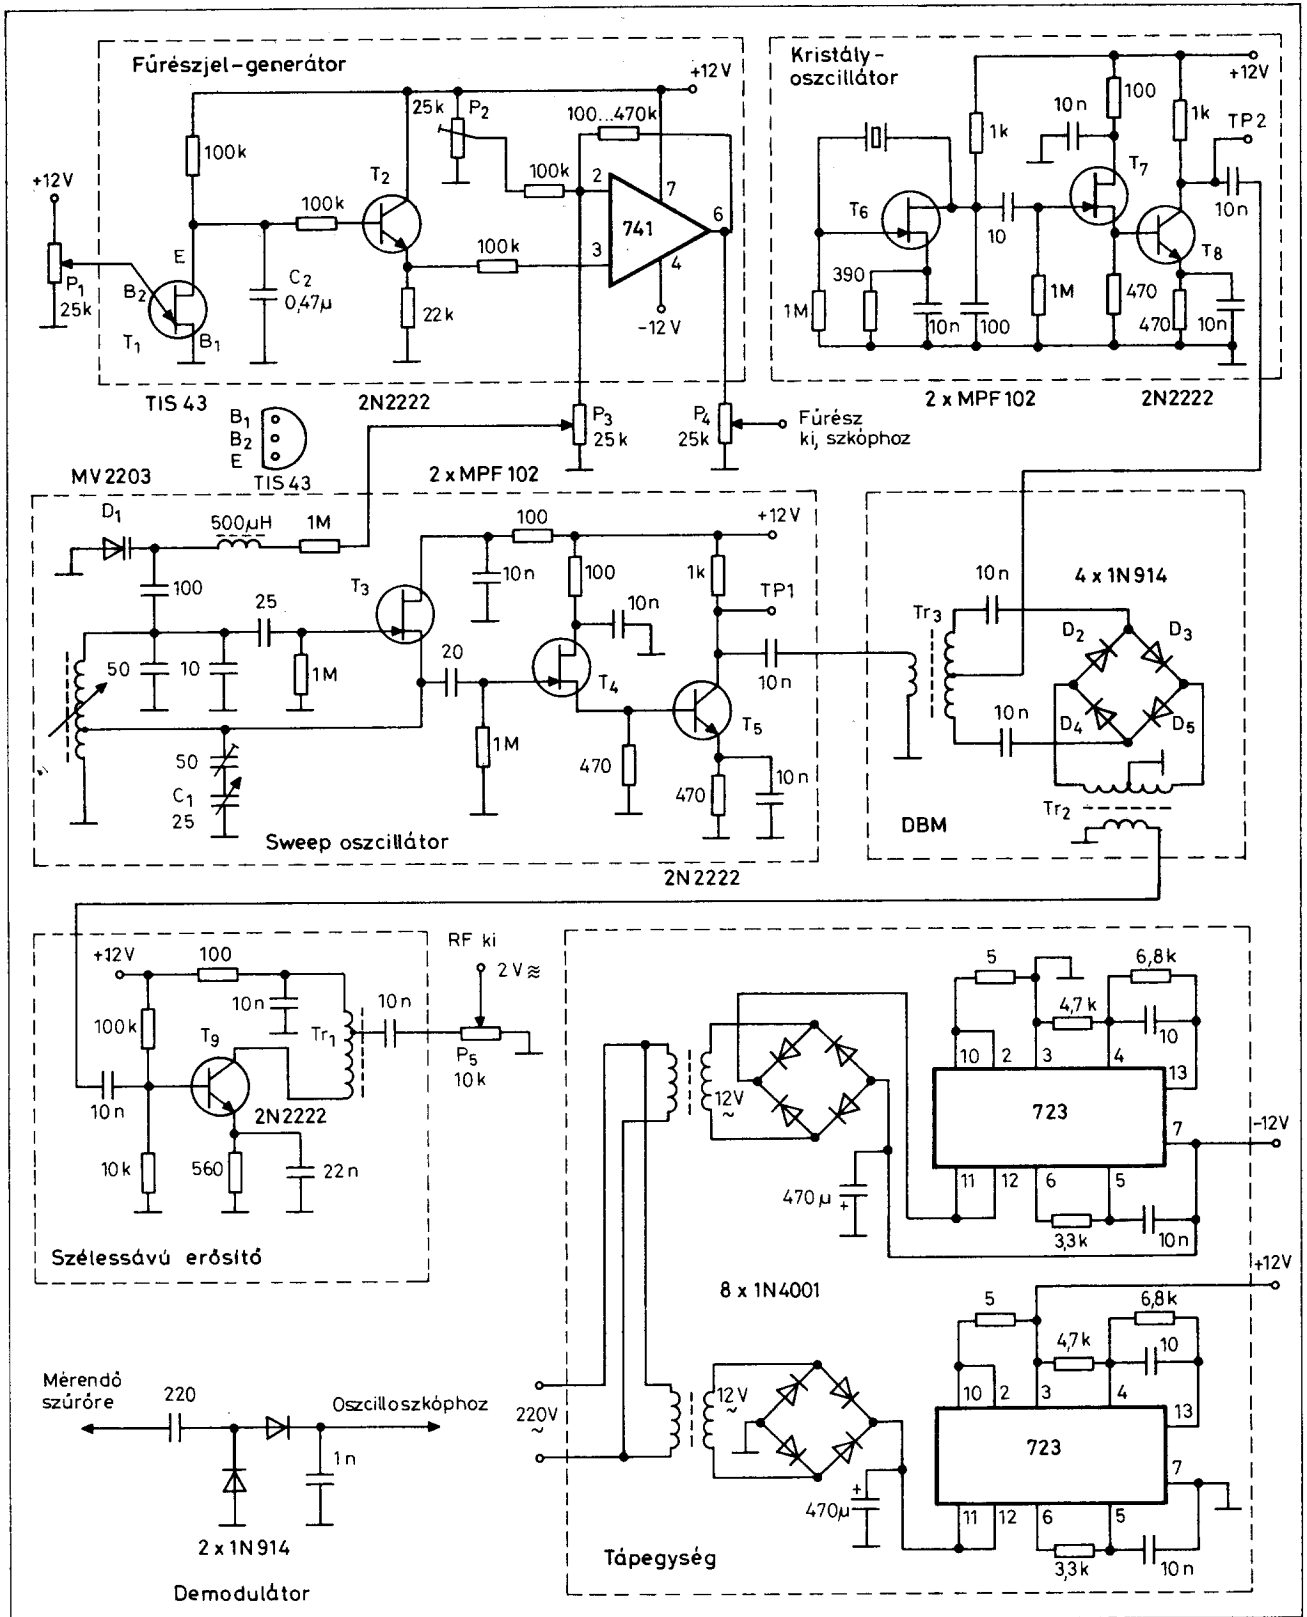 Fűrészjel-generátor
+12V
25k
P2
100...470k
100k
T2
100k
100k
2
7
741
6
3
4
+12V
P1
25k
E
B2
T1
B1
C2
0,47µ
100k
22k
-12V
TIS 43
2N2222
P3
25k
P4
25k
Fűrész
ki, szkóphoz
B1
B2
E
TIS43
Kristály-
oszcillátor
+12V
10n
100
1k
1k
TP2
T7
T6
10
10n
T8
390
1M
10n
100
1M
470
470
10n
2 x MPF 102
2N2222
MV 2203
2 x MPF 102
D1
500µH
1M
100
+12V
100
T3
10n
100
1k
TP1
25
10n
50
10
1M
20
T4
10n
T5
50
1M
470
10n
C1
25
470
Sweep oszcillátor
2N2222
10n
4 x 1N914
Tr3
D2
D3
10n
D4
D5
Tr2
DBM
+12V
100
RF ki
2V≋
10n
10n
100k
T9
Tr1
P5
10k
10n
2N2222
10k
560
22n
Szélessávú erősítő
5
6,8k
4,7k
10
10
2
3
4
13
12V
~
723
7
-12V
11
12
6
5
470µ
+
3,3k
10n
8 x 1N4001
+12V
5
6,8k
4,7k
10
10
2
3
4
13
220V
~
12V
~
723
7
470µ
+
11
12
6
5
3,3k
10n
Tápegység
Mérendő
szűrőre
220
Oszcilloszkóphoz
1n
2 x 1N914
Demodulátor